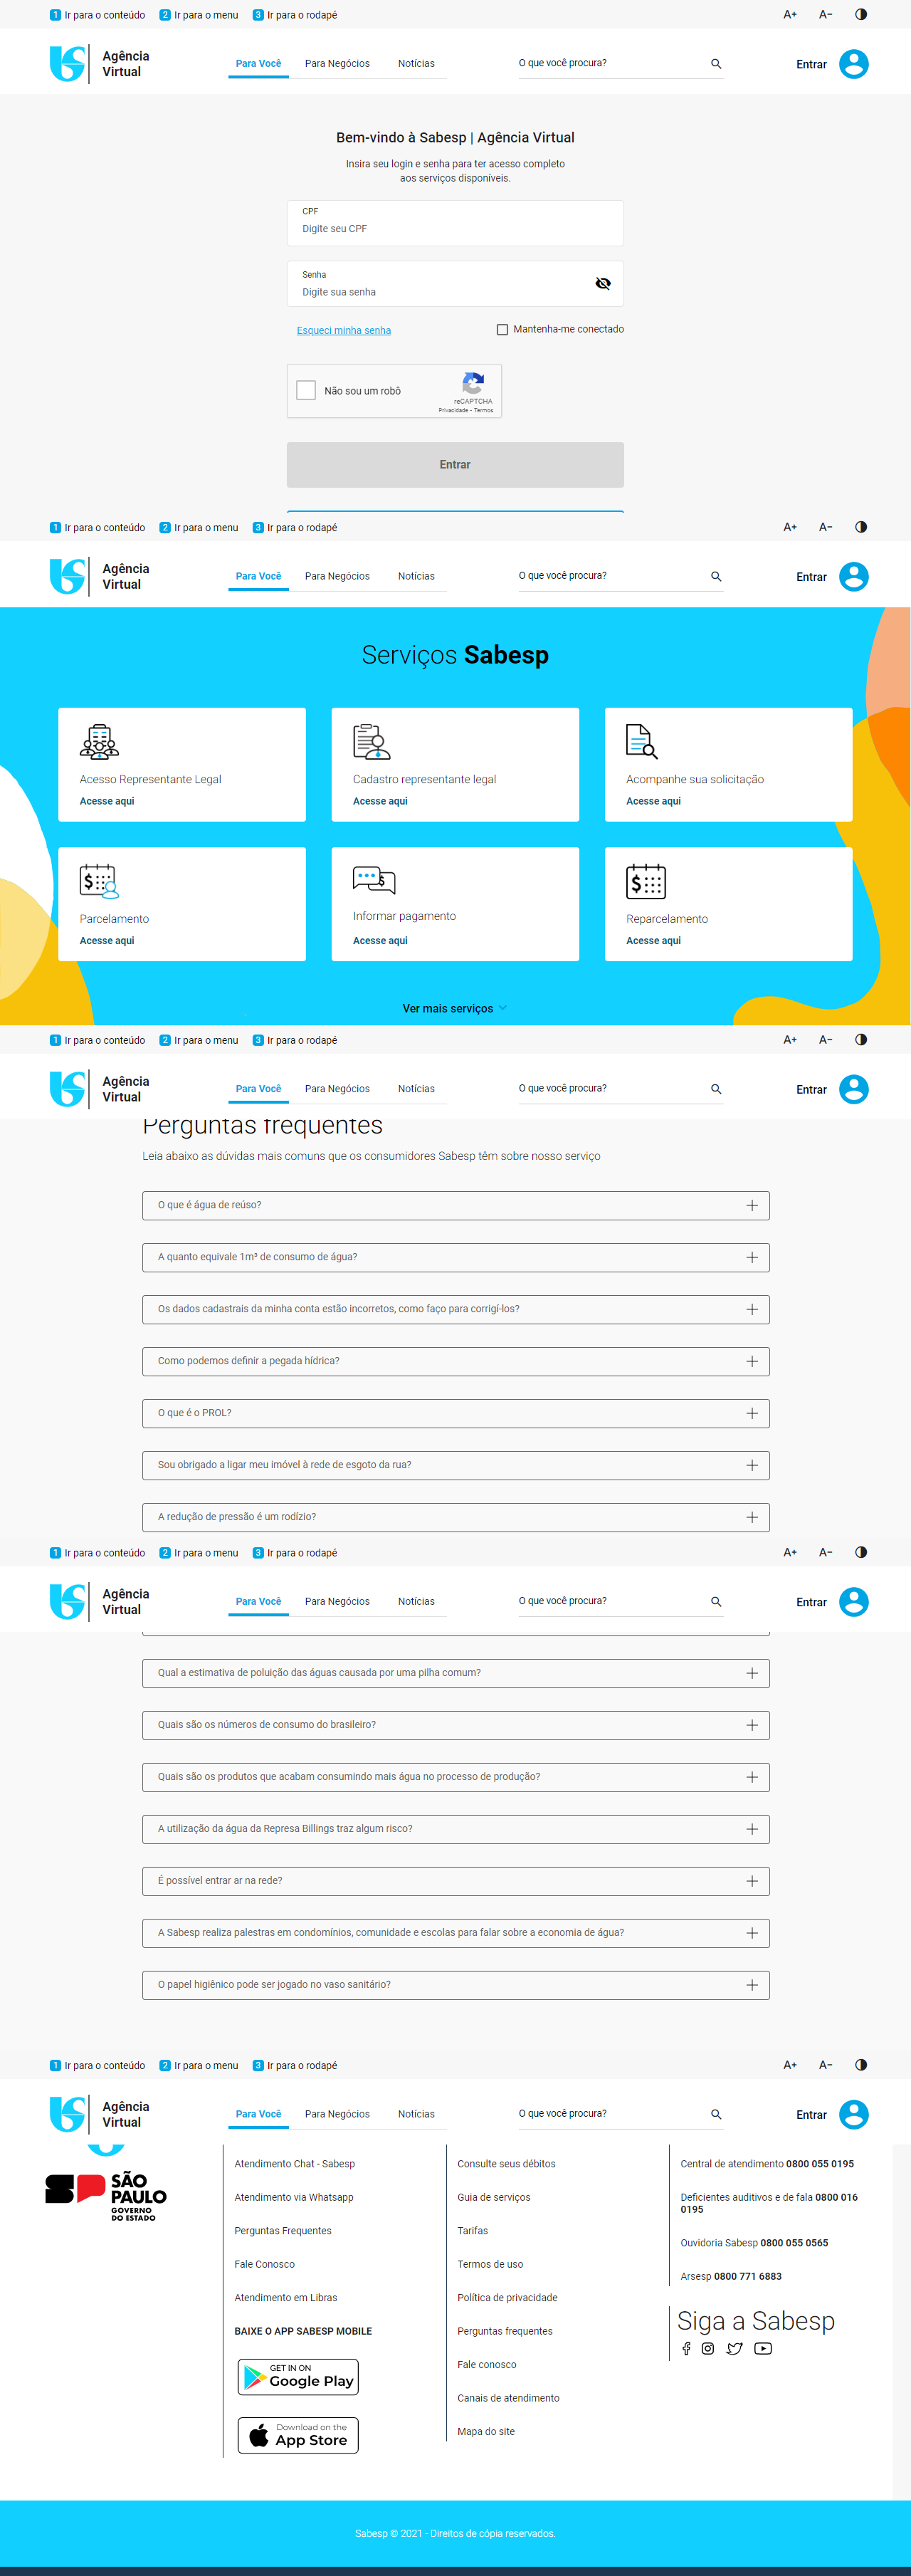 1 Ir para o conteúdo 2 Ir para o menu 3 Ir para o rodapé A+ A-
Agência
Virtual
Para Você Para Negócios Notícias O que você procura? Entrar
Bem-vindo à Sabesp | Agência Virtual
Insira seu login e senha para ter acesso completo
aos serviços disponíveis.
CPF
Digite seu CPF
Senha
Digite sua senha
Esqueci minha senha Mantenha-me conectado
Não sou um robô
reCAPTCHA
Privacidade - Termos
Entrar
1 Ir para o conteúdo 2 Ir para o menu 3 Ir para o rodapé A+ A-
Agência
Virtual
Para Você Para Negócios Notícias O que você procura? Entrar
Serviços Sabesp
Acesso Representante Legal
Acesse aqui
Cadastro representante legal
Acesse aqui
Acompanhe sua solicitação
Acesse aqui
Parcelamento
Acesse aqui
Informar pagamento
Acesse aqui
Reparcelamento
Acesse aqui
Ver mais serviços
1 Ir para o conteúdo 2 Ir para o menu 3 Ir para o rodapé A+ A-
Agência
Virtual
Para Você Para Negócios Notícias O que você procura? Entrar
Perguntas frequentes
Leia abaixo as dúvidas mais comuns que os consumidores Sabesp têm sobre nosso serviço
O que é água de reúso?
A quanto equivale 1m³ de consumo de água?
Os dados cadastrais da minha conta estão incorretos, como faço para corrigí-los?
Como podemos definir a pegada hídrica?
O que é o PROL?
Sou obrigado a ligar meu imóvel à rede de esgoto da rua?
A redução de pressão é um rodízio?
1 Ir para o conteúdo 2 Ir para o menu 3 Ir para o rodapé A+ A-
Agência
Virtual
Para Você Para Negócios Notícias O que você procura? Entrar
Qual a estimativa de poluição das águas causada por uma pilha comum?
Quais são os números de consumo do brasileiro?
Quais são os produtos que acabam consumindo mais água no processo de produção?
A utilização da água da Represa Billings traz algum risco?
É possível entrar ar na rede?
A Sabesp realiza palestras em condomínios, comunidade e escolas para falar sobre a economia de água?
O papel higiênico pode ser jogado no vaso sanitário?
1 Ir para o conteúdo 2 Ir para o menu 3 Ir para o rodapé A+ A-
Agência
Virtual
Para Você Para Negócios Notícias O que você procura? Entrar
SP SÃO
PAULO
GOVERNO
DO ESTADO
Atendimento Chat - Sabesp
Atendimento via Whatsapp
Perguntas Frequentes
Fale Conosco
Atendimento em Libras
BAIXE O APP SABESP MOBILE
GET IN ON
Google Play
Download on the
App Store
Consulte seus débitos
Guia de serviços
Tarifas
Termos de uso
Política de privacidade
Perguntas frequentes
Fale conosco
Canais de atendimento
Mapa do site
Central de atendimento 0800 055 0195
Deficientes auditivos e de fala 0800 016
0195
Ouvidoria Sabesp 0800 055 0565
Arsesp 0800 771 6883
Siga a Sabesp
Sabesp © 2021 - Direitos de cópia reservados.